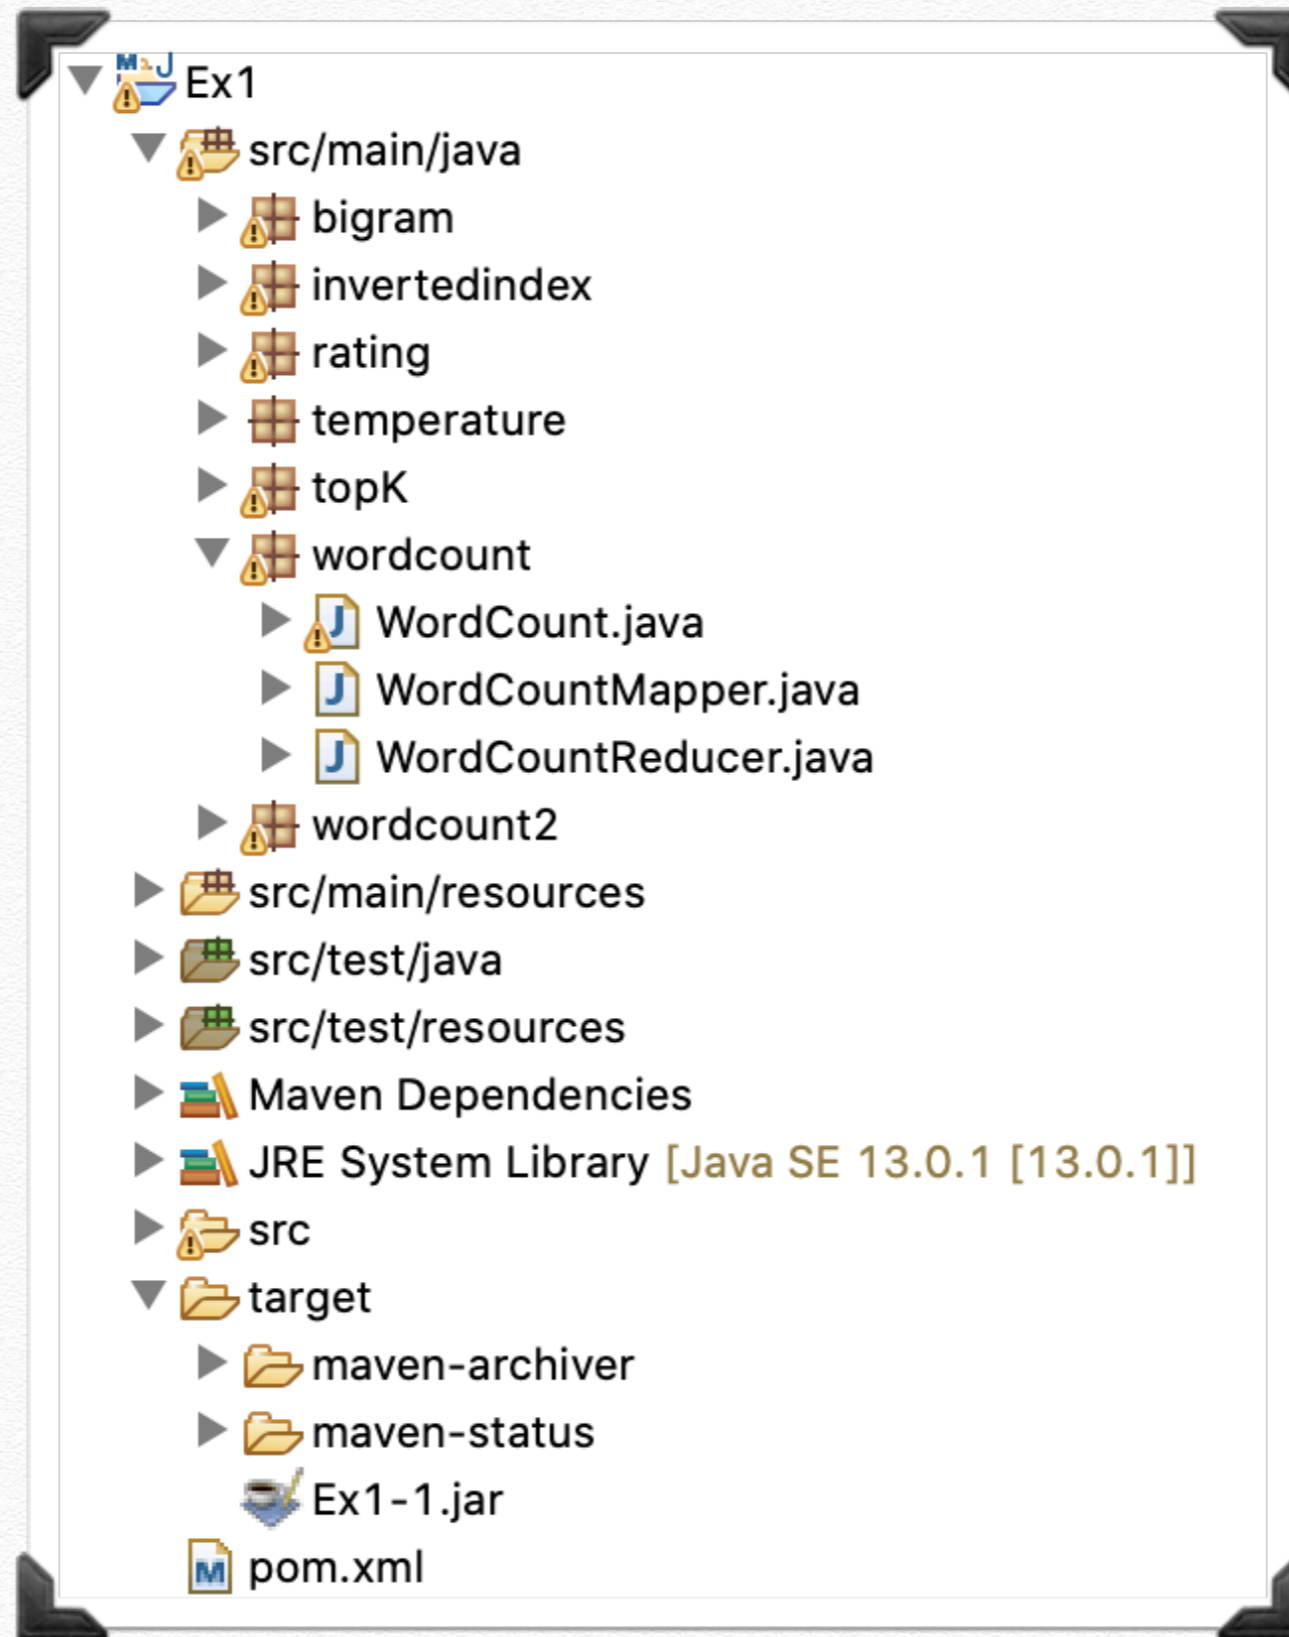 Ex1
src/main/java
bigram
invertedindex
rating
temperature
topK
wordcount
WordCount.java
WordCountMapper.java
WordCountReducer.java
wordcount2
src/main/resources
src/test/java
src/test/resources
Maven Dependencies
JRE System Library [Java SE 13.0.1 [13.0.1]]
src
target
maven-archiver
maven-status
Ex1-1.jar
pom.xml